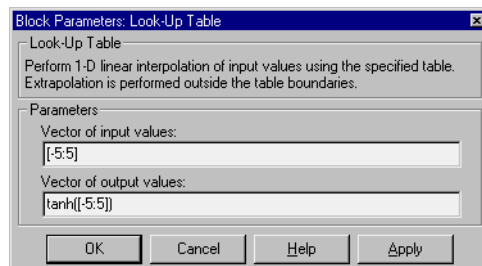 Block Parameters: Look-Up Table
Look-Up Table
Perform 1-D linear interpolation of input values using the specified table.
Extrapolation is performed outside the table boundaries.
Parameters
Vector of input values:
[-5:5]
Vector of output values:
tanh([-5:5])
OK Cancel Help Apply